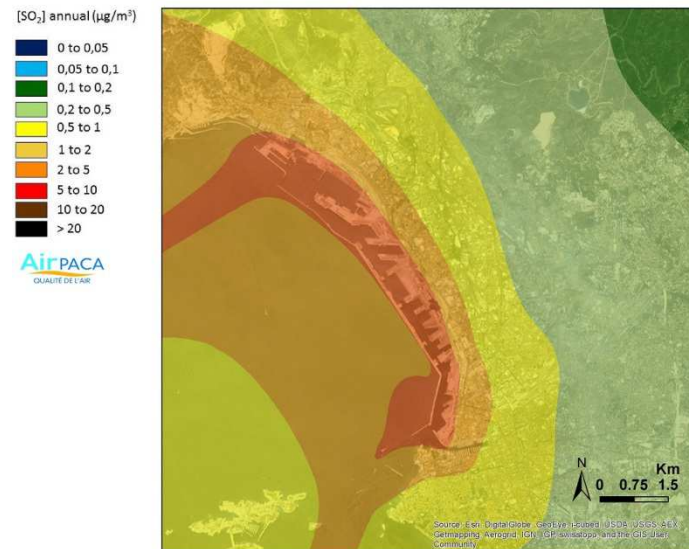 [SO₂] annual (µg/m³)
0 to 0,05
0,05 to 0,1
0,1 to 0,2
0,2 to 0,5
0,5 to 1
1 to 2
2 to 5
5 to 10
10 to 20
> 20
AirPACA
QUALITÉ DE L'AIR
N
Km
0 0.75 1.5
Source: Esri, DigitalGlobe, GeoEye, i-cubed, USDA, USGS, AEX,
Getmapping, Aerogrid, IGN, IGP, swisstopo, and the GIS User
Community